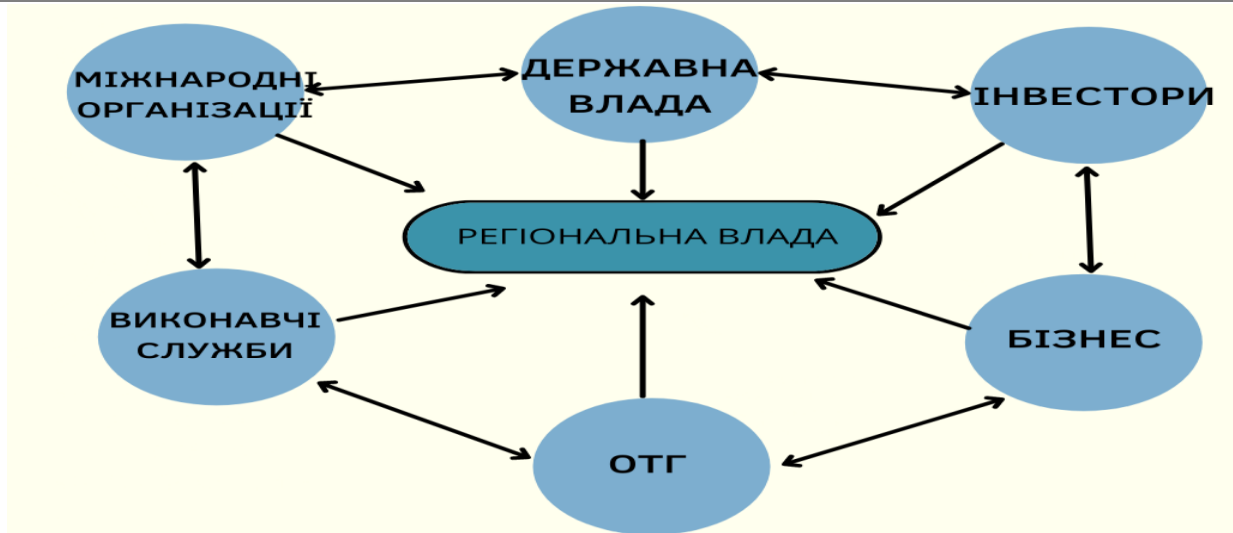 МІЖНАРОДНІ
ОРГАНІЗАЦІЇ
ДЕРЖАВНА
ВЛАДА
ІНВЕСТОРИ
РЕГІОНАЛЬНА ВЛАДА
ВИКОНАВЧІ
СЛУЖБИ
БІЗНЕС
ОТГ